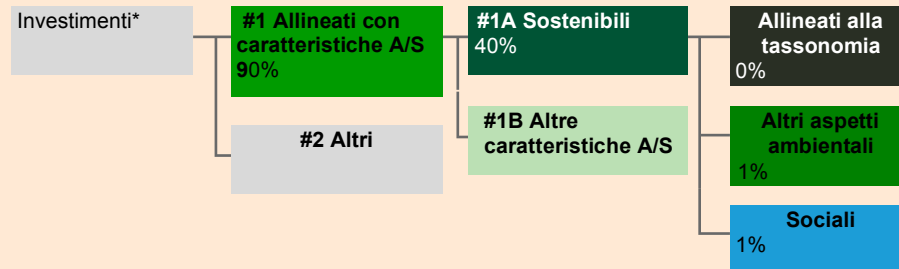 Investimenti*
#1 Allineati con
caratteristiche A/S
90%
#2 Altri
#1A Sostenibili
40%
#1B Altre
caratteristiche A/S
Allineati alla
tassonomia
0%
Altri aspetti
ambientali
1%
Sociali
1%